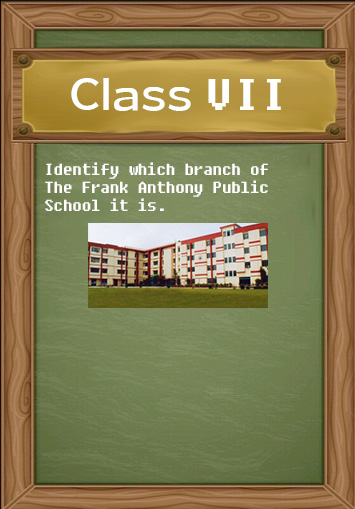 Class VII
Identify which branch of
The Frank Anthony Public
School it is.